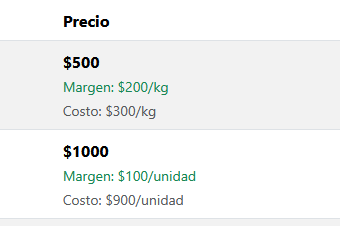 Precio
$500
Margen: $200/kg
Costo: $300/kg
$1000
Margen: $100/unidad
Costo: $900/unidad